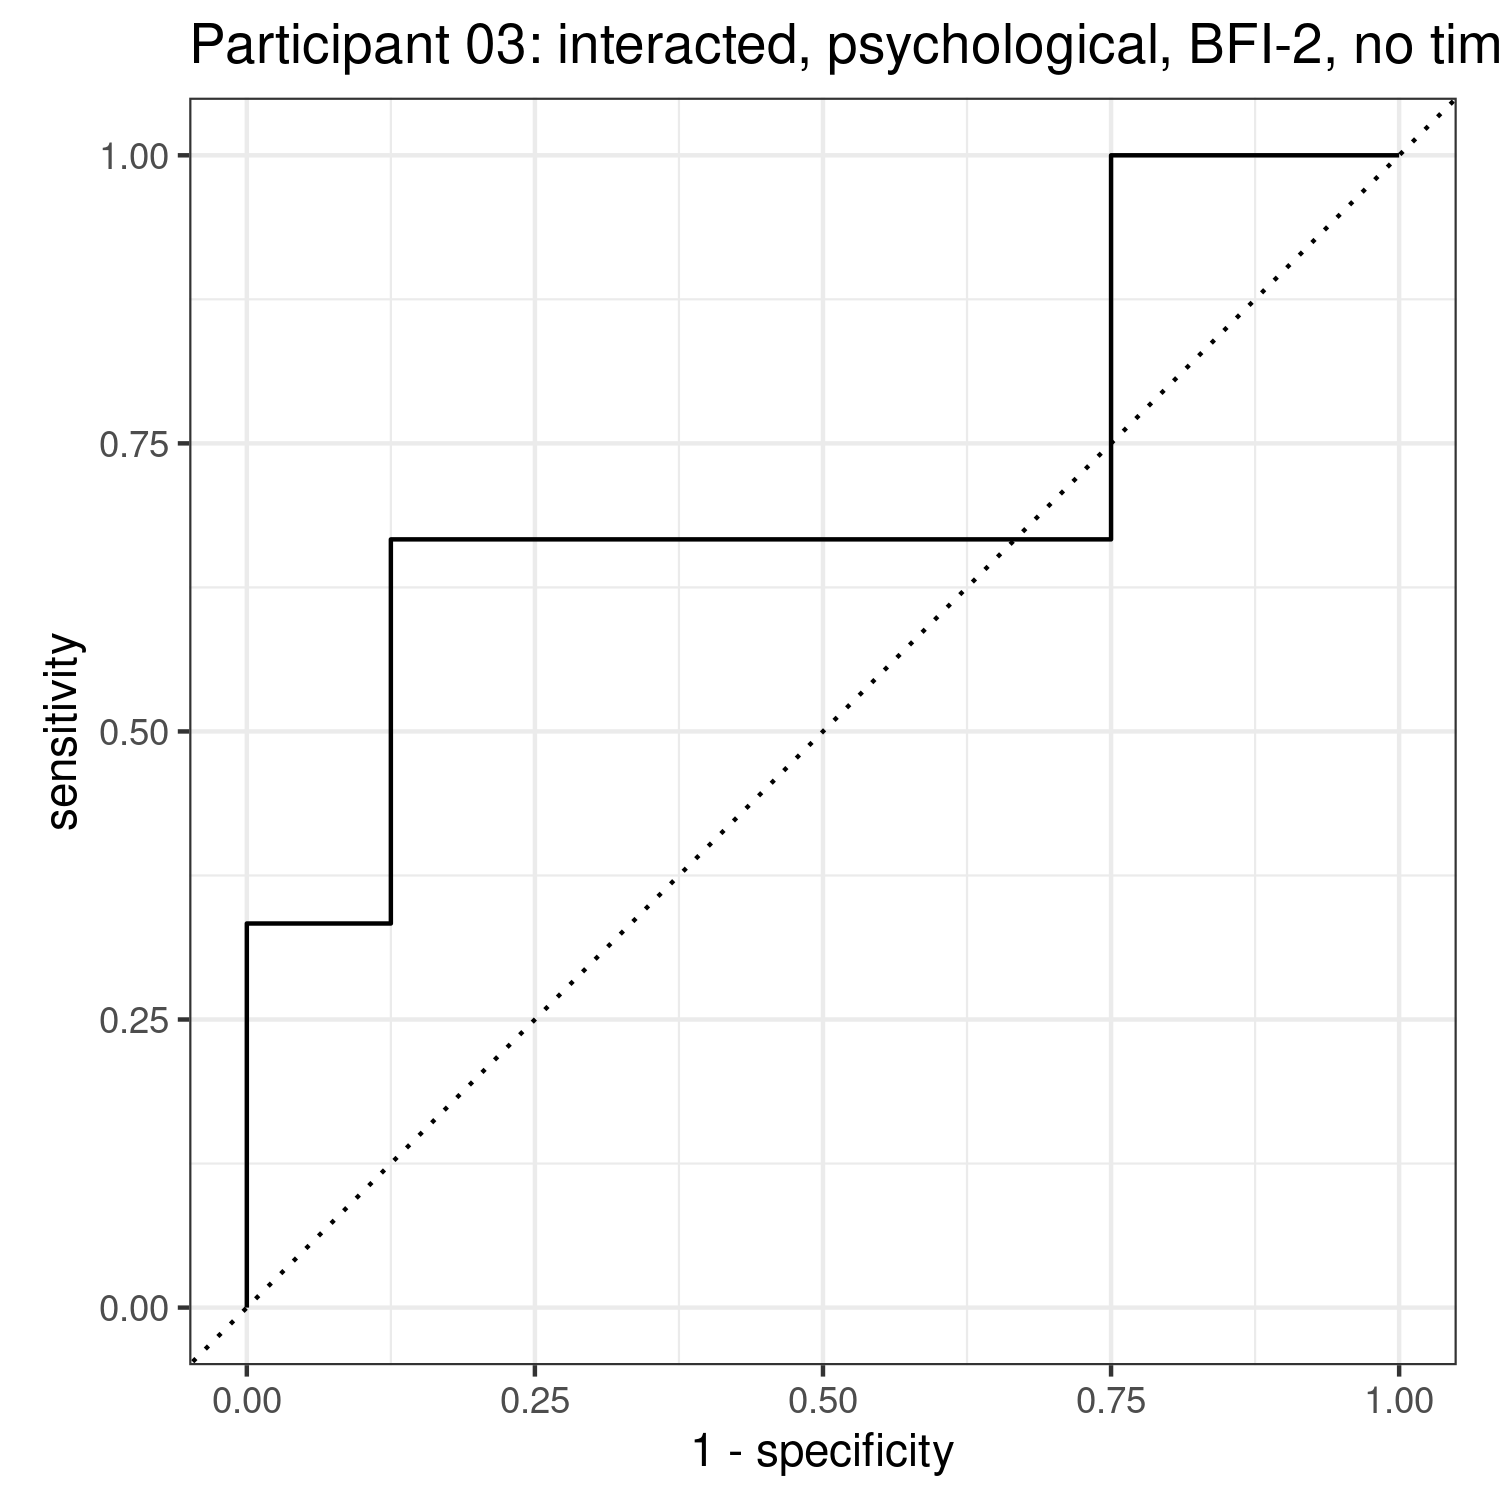 Participant 03: interacted, psychological, BFI-2, no tim
1.00
0.75
0.50
0.25
0.00
sensitivity
0.00 0.25 0.50 0.75 1.00
1 - specificity